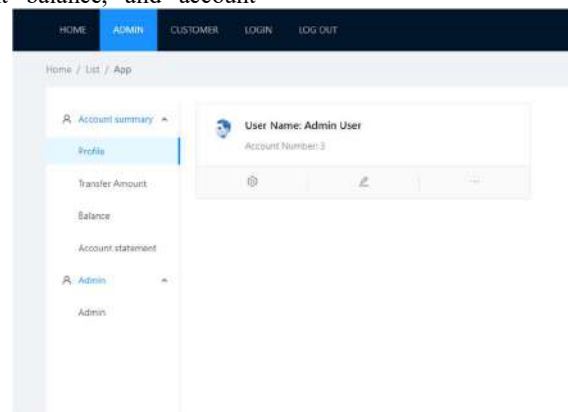 balance, and account
HOME ADMIN CUSTOMER LOGIN LOG OUT
Home / List / App
Account summary
Profile
Transfer Amount
Balance
Account statement
Admin
Admin
User Name: Admin User
Account Number: 3